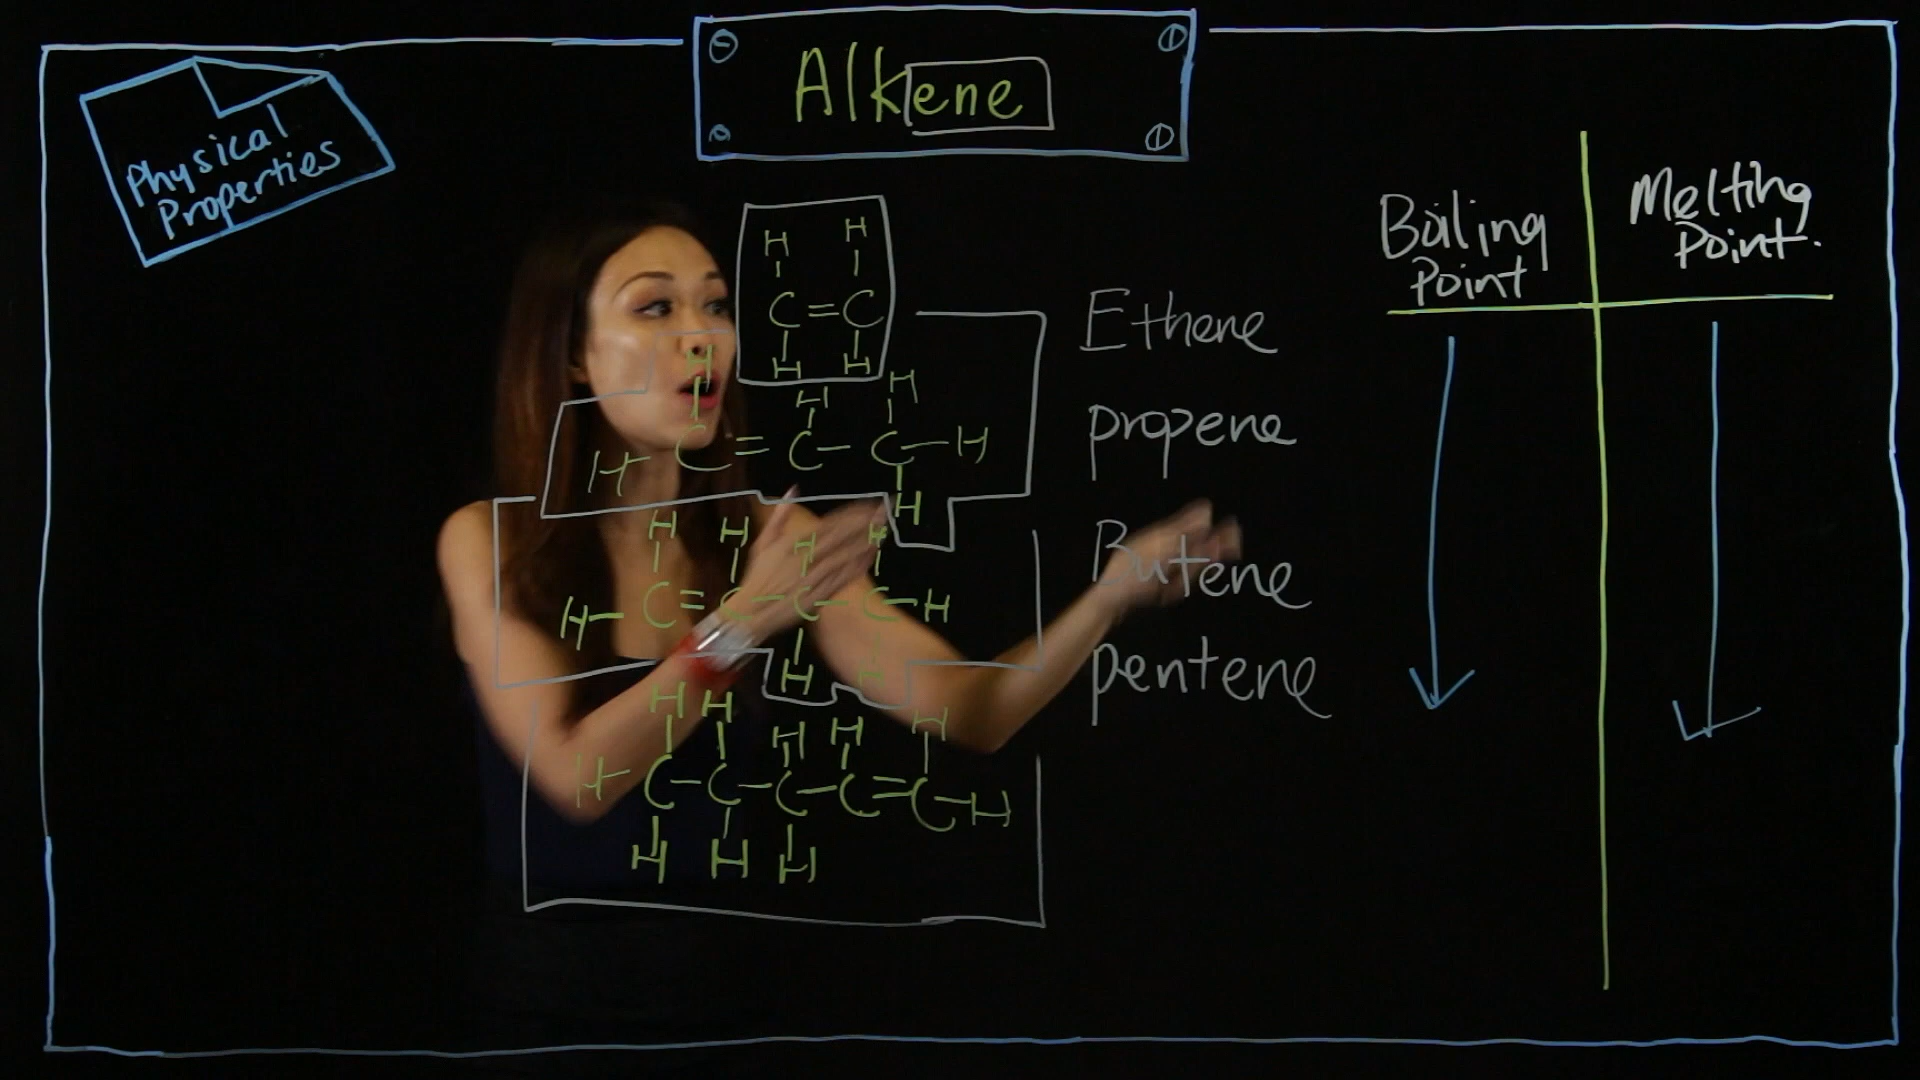 Alkene
Physical
Properties
Boiling
Point
Melting
Point.
H H
C=C
H H
Ethene
H H H
H C=C-C-H
H
propene
H H H H
H-C=C-C-C-H
H H
Butene
H H H H H
H-C-C-C-C=C-H
H H H
pentene